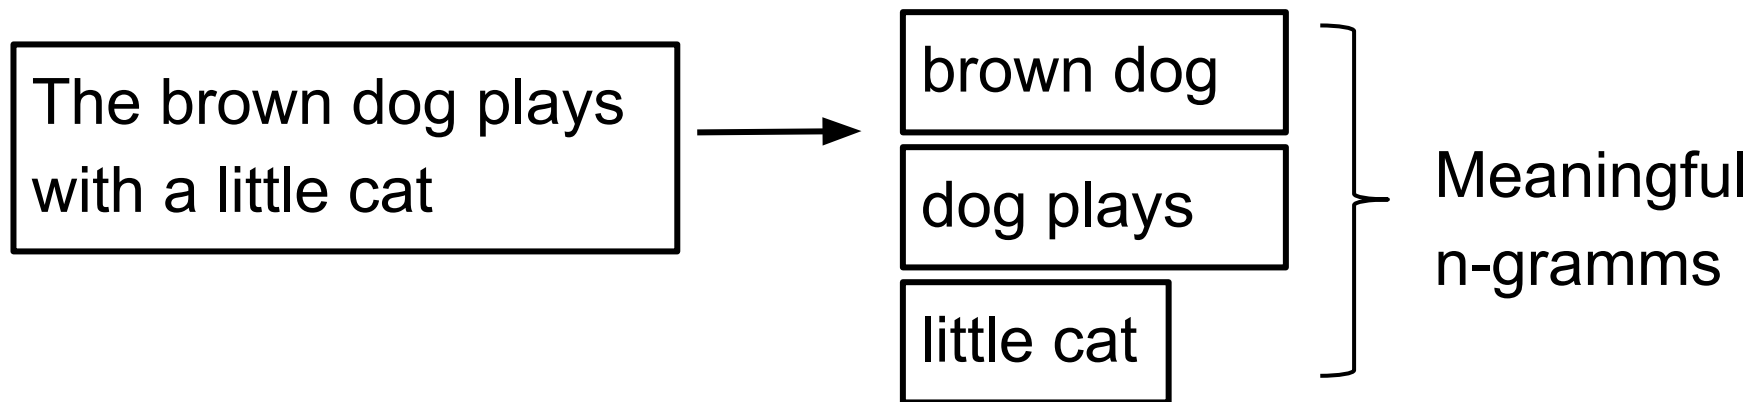 The brown dog plays
with a little cat
brown dog
dog plays
little cat
Meaningful
n-gramms